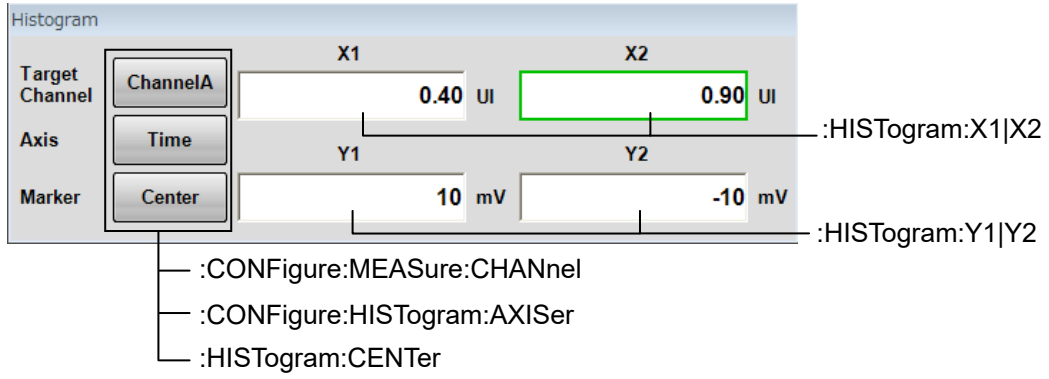 Histogram
X1 X2
Target
Channel ChannelA 0.40 UI 0.90 UI
:HISTogram:X1|X2
Axis Time
Y1 Y2
Marker Center 10 mV -10 mV
:HISTogram:Y1|Y2
:CONFigure:MEASure:CHANnel
:CONFigure:HISTogram:AXISer
:HISTogram:CENTer